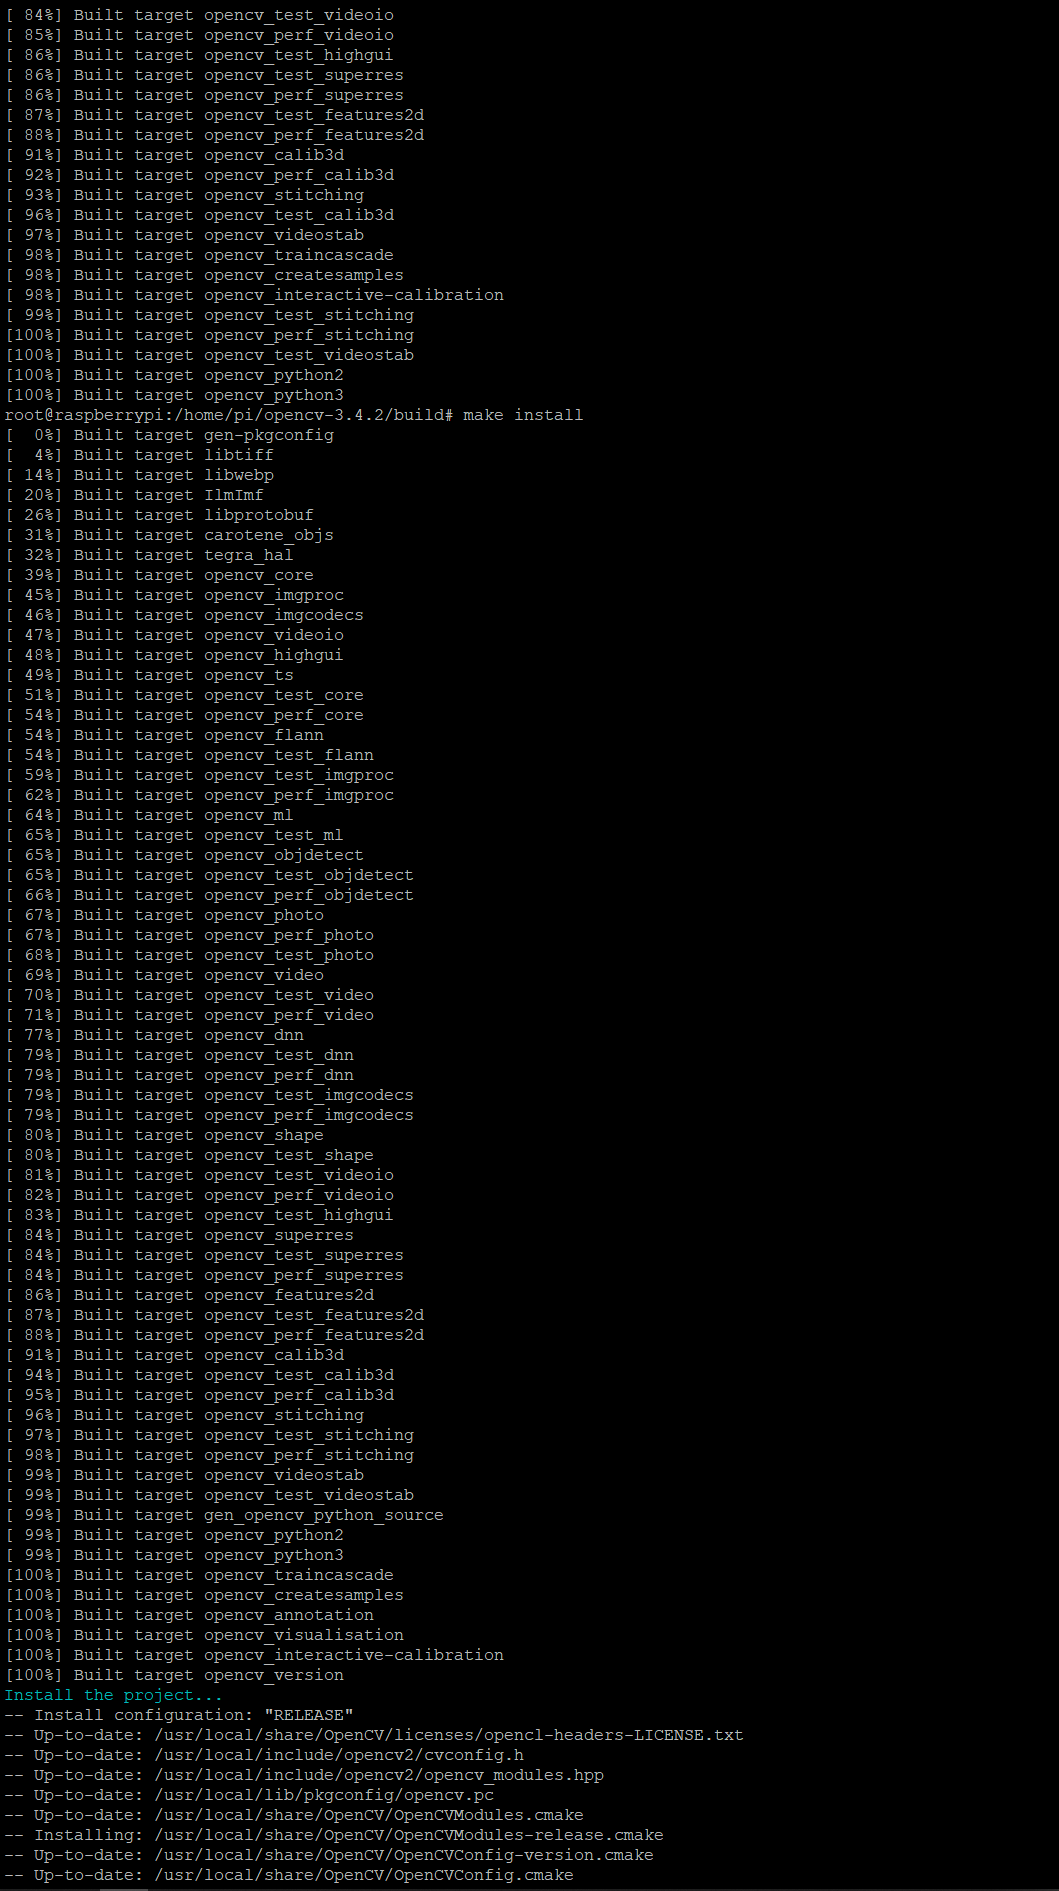 [ 84%] Built target opencv_test_videoio
[ 85%] Built target opencv_perf_videoio
[ 86%] Built target opencv_test_highgui
[ 86%] Built target opencv_test_superres
[ 86%] Built target opencv_perf_superres
[ 87%] Built target opencv_test_features2d
[ 88%] Built target opencv_perf_features2d
[ 91%] Built target opencv_calib3d
[ 92%] Built target opencv_perf_calib3d
[ 93%] Built target opencv_stitching
[ 96%] Built target opencv_test_calib3d
[ 97%] Built target opencv_videostab
[ 98%] Built target opencv_traincascade
[ 98%] Built target opencv_createsamples
[ 98%] Built target opencv_interactive-calibration
[ 99%] Built target opencv_test_stitching
[100%] Built target opencv_perf_stitching
[100%] Built target opencv_test_videostab
[100%] Built target opencv_python2
[100%] Built target opencv_python3
root@raspberrypi:/home/pi/opencv-3.4.2/build# make install
[  0%] Built target gen-pkgconfig
[  4%] Built target libtiff
[ 14%] Built target libwebp
[ 20%] Built target IlmImf
[ 26%] Built target libprotobuf
[ 31%] Built target carotene_objs
[ 32%] Built target tegra_hal
[ 39%] Built target opencv_core
[ 45%] Built target opencv_imgproc
[ 46%] Built target opencv_imgcodecs
[ 47%] Built target opencv_videoio
[ 48%] Built target opencv_highgui
[ 49%] Built target opencv_ts
[ 51%] Built target opencv_test_core
[ 54%] Built target opencv_perf_core
[ 54%] Built target opencv_flann
[ 54%] Built target opencv_test_flann
[ 59%] Built target opencv_test_imgproc
[ 62%] Built target opencv_perf_imgproc
[ 64%] Built target opencv_ml
[ 65%] Built target opencv_test_ml
[ 65%] Built target opencv_objdetect
[ 65%] Built target opencv_test_objdetect
[ 66%] Built target opencv_perf_objdetect
[ 67%] Built target opencv_photo
[ 67%] Built target opencv_perf_photo
[ 68%] Built target opencv_test_photo
[ 69%] Built target opencv_video
[ 70%] Built target opencv_test_video
[ 71%] Built target opencv_perf_video
[ 77%] Built target opencv_dnn
[ 79%] Built target opencv_test_dnn
[ 79%] Built target opencv_perf_dnn
[ 79%] Built target opencv_test_imgcodecs
[ 79%] Built target opencv_perf_imgcodecs
[ 80%] Built target opencv_shape
[ 80%] Built target opencv_test_shape
[ 81%] Built target opencv_test_videoio
[ 82%] Built target opencv_perf_videoio
[ 83%] Built target opencv_test_highgui
[ 84%] Built target opencv_superres
[ 84%] Built target opencv_test_superres
[ 84%] Built target opencv_perf_superres
[ 86%] Built target opencv_features2d
[ 87%] Built target opencv_test_features2d
[ 88%] Built target opencv_perf_features2d
[ 91%] Built target opencv_calib3d
[ 94%] Built target opencv_test_calib3d
[ 95%] Built target opencv_perf_calib3d
[ 96%] Built target opencv_stitching
[ 97%] Built target opencv_test_stitching
[ 98%] Built target opencv_perf_stitching
[ 99%] Built target opencv_videostab
[ 99%] Built target opencv_test_videostab
[ 99%] Built target gen_opencv_python_source
[ 99%] Built target opencv_python2
[ 99%] Built target opencv_python3
[100%] Built target opencv_traincascade
[100%] Built target opencv_createsamples
[100%] Built target opencv_annotation
[100%] Built target opencv_visualisation
[100%] Built target opencv_interactive-calibration
[100%] Built target opencv_version
Install the project...
-- Install configuration: "RELEASE"
-- Up-to-date: /usr/local/share/OpenCV/licenses/opencl-headers-LICENSE.txt
-- Up-to-date: /usr/local/include/opencv2/cvconfig.h
-- Up-to-date: /usr/local/include/opencv2/opencv_modules.hpp
-- Up-to-date: /usr/local/lib/pkgconfig/opencv.pc
-- Up-to-date: /usr/local/share/OpenCV/OpenCVModules.cmake
-- Installing: /usr/local/share/OpenCV/OpenCVModules-release.cmake
-- Up-to-date: /usr/local/share/OpenCV/OpenCVConfig-version.cmake
-- Up-to-date: /usr/local/share/OpenCV/OpenCVConfig.cmake